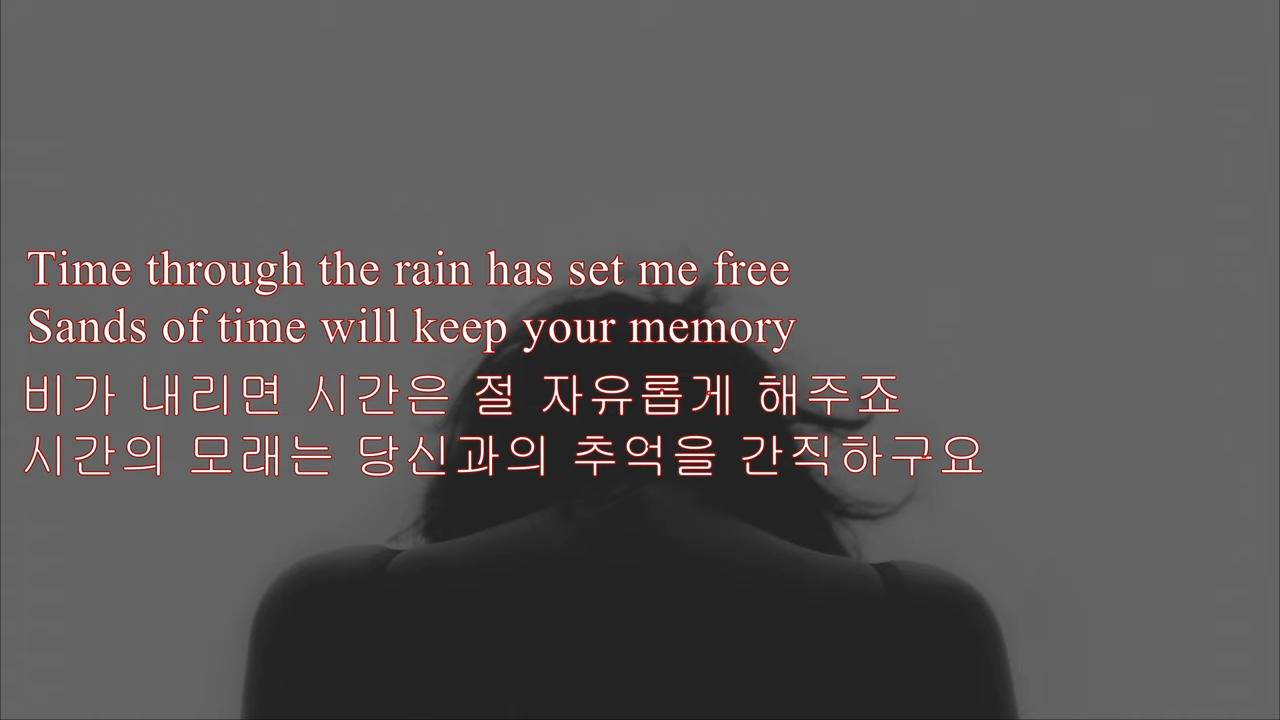 Time through the rain has set me free
Sands of time will keep your memory
비가 내리면 시간은 절 자유롭게 해주죠
시간의 모래는 당신과의 추억을 간직하구요